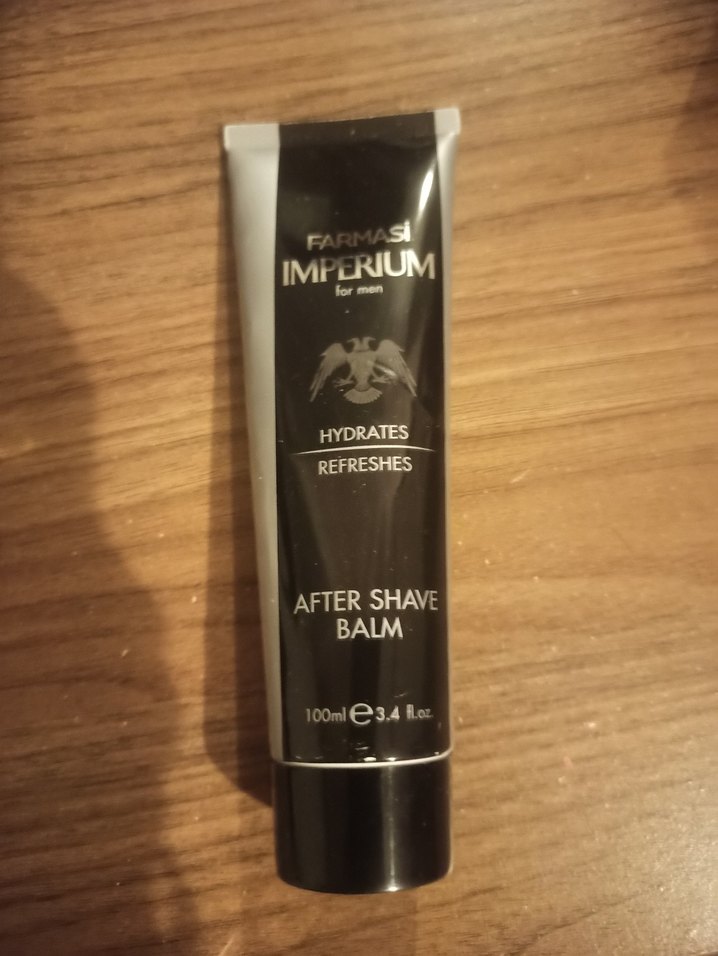 FARMASi
IMPERIUM
for men
HYDRATES
REFRESHES
AFTER SHAVE
BALM
100ml ℮ 3.4 fl.oz.